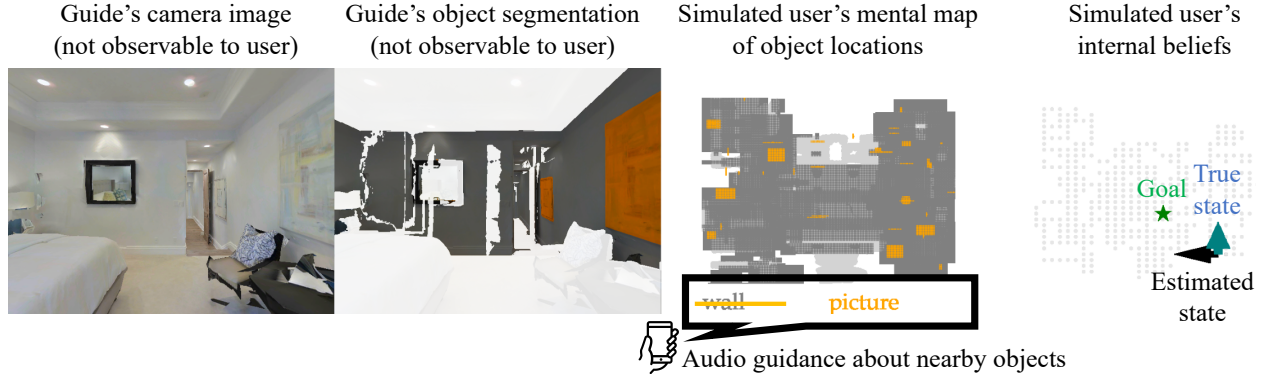 Guide's camera image
(not observable to user)
Guide's object segmentation
(not observable to user)
Simulated user's mental map
of object locations
Simulated user's
internal beliefs
Goal
True
state
Estimated
state
wall
picture
Audio guidance about nearby objects